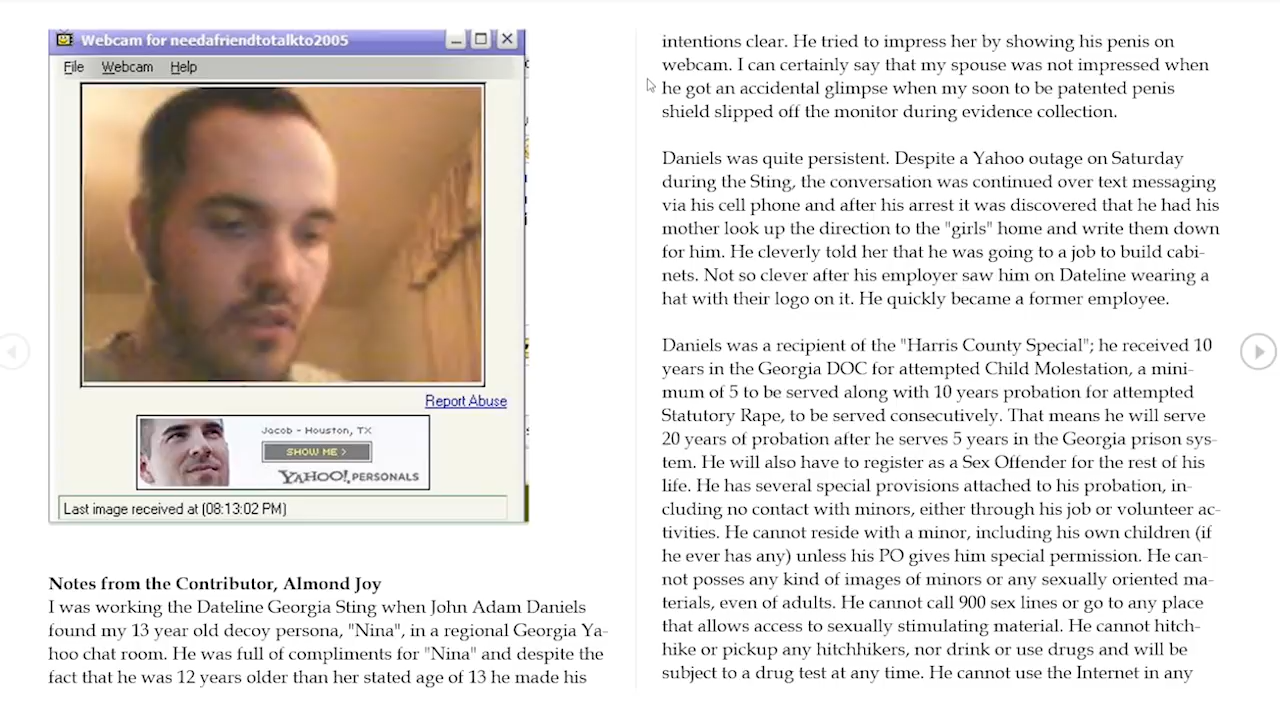 Webcam for needafriendtotalkto2005
File Webcam Help
Report Abuse
Jacob - Houston, TX
SHOW ME >
YAHOO! PERSONALS
Last image received at (08:13:02 PM)
Notes from the Contributor, Almond Joy
I was working the Dateline Georgia Sting when John Adam Daniels
found my 13 year old decoy persona, "Nina", in a regional Georgia Ya-
hoo chat room. He was full of compliments for "Nina" and despite the
fact that he was 12 years older than her stated age of 13 he made his
intentions clear. He tried to impress her by showing his penis on
webcam. I can certainly say that my spouse was not impressed when
he got an accidental glimpse when my soon to be patented penis
shield slipped off the monitor during evidence collection.
Daniels was quite persistent. Despite a Yahoo outage on Saturday
during the Sting, the conversation was continued over text messaging
via his cell phone and after his arrest it was discovered that he had his
mother look up the direction to the "girls" home and write them down
for him. He cleverly told her that he was going to a job to build cabi-
nets. Not so clever after his employer saw him on Dateline wearing a
hat with their logo on it. He quickly became a former employee.
Daniels was a recipient of the "Harris County Special"; he received 10
years in the Georgia DOC for attempted Child Molestation, a mini-
mum of 5 to be served along with 10 years probation for attempted
Statutory Rape, to be served consecutively. That means he will serve
20 years of probation after he serves 5 years in the Georgia prison sys-
tem. He will also have to register as a Sex Offender for the rest of his
life. He has several special provisions attached to his probation, in-
cluding no contact with minors, either through his job or volunteer ac-
tivities. He cannot reside with a minor, including his own children (if
he ever has any) unless his PO gives him special permission. He can-
not posses any kind of images of minors or any sexually oriented ma-
terials, even of adults. He cannot call 900 sex lines or go to any place
that allows access to sexually stimulating material. He cannot hitch-
hike or pickup any hitchhikers, nor drink or use drugs and will be
subject to a drug test at any time. He cannot use the Internet in any